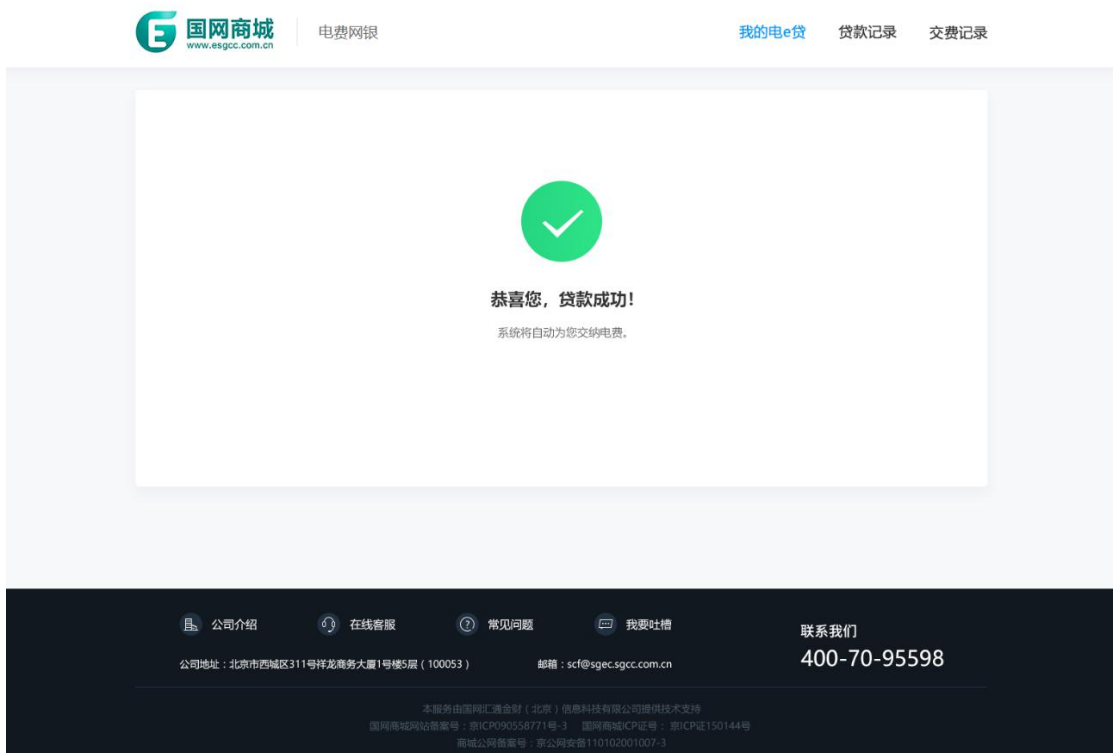 国网商城
www.esgcc.com.cn
电费网银
我的电e贷 贷款记录 交费记录
恭喜您，贷款成功！
系统将自动为您交纳电费。
公司介绍 在线客服 常见问题 我要吐槽
联系我们
公司地址：北京市西城区311号祥龙商务大厦1号楼5层（100053） 邮箱：scf@sgec.sgcc.com.cn
400-70-95598
本服务由国网汇通金财（北京）信息科技有限公司提供技术支持
国网商城网站备案号：京ICP090558771号-3 国网商城ICP证号： 京ICP证150144号
商城公网备案号：京公网安备110102001007-3